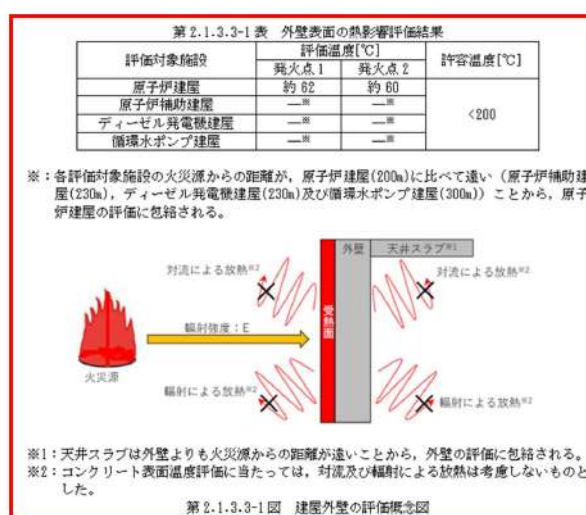 第2.1.3.3-1表　外壁表面の熱影響評価結果
評価対象施設　評価温度[℃]　許容温度[℃]
発火点1　発火点2
原子炉建屋　約62　約60　<200
原子炉補助建屋　―※　―※
ディーゼル発電機建屋　―※　―※
循環水ポンプ建屋　―※　―※
※：各評価対象施設の火災源からの距離が，原子炉建屋(200m)に比べて遠い（原子炉補助建
屋(230m)，ディーゼル発電機建屋(230m)及び循環水ポンプ建屋(300m)）ことから，原子
炉建屋の評価に包絡される。
外壁　天井スラブ※1
対流による放熱※2　対流による放熱※2
受熱面
輻射強度：E
火災源
輻射による放熱※2　輻射による放熱※2
※1：天井スラブは外壁よりも火災源からの距離が遠いことから，外壁の評価に包絡される。
※2：コンクリート表面温度評価に当たっては，対流及び輻射による放熱は考慮しないものと
した。
第2.1.3.3-1図　建屋外壁の評価概念図